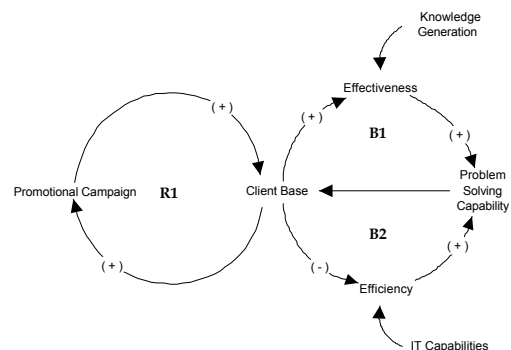 Knowledge
Generation
Effectiveness
( + )
( + )
B1
( + )
Promotional Campaign
R1
Client Base
Problem
Solving
Capability
B2
( + )
( - )
( + )
Efficiency
IT Capabilities